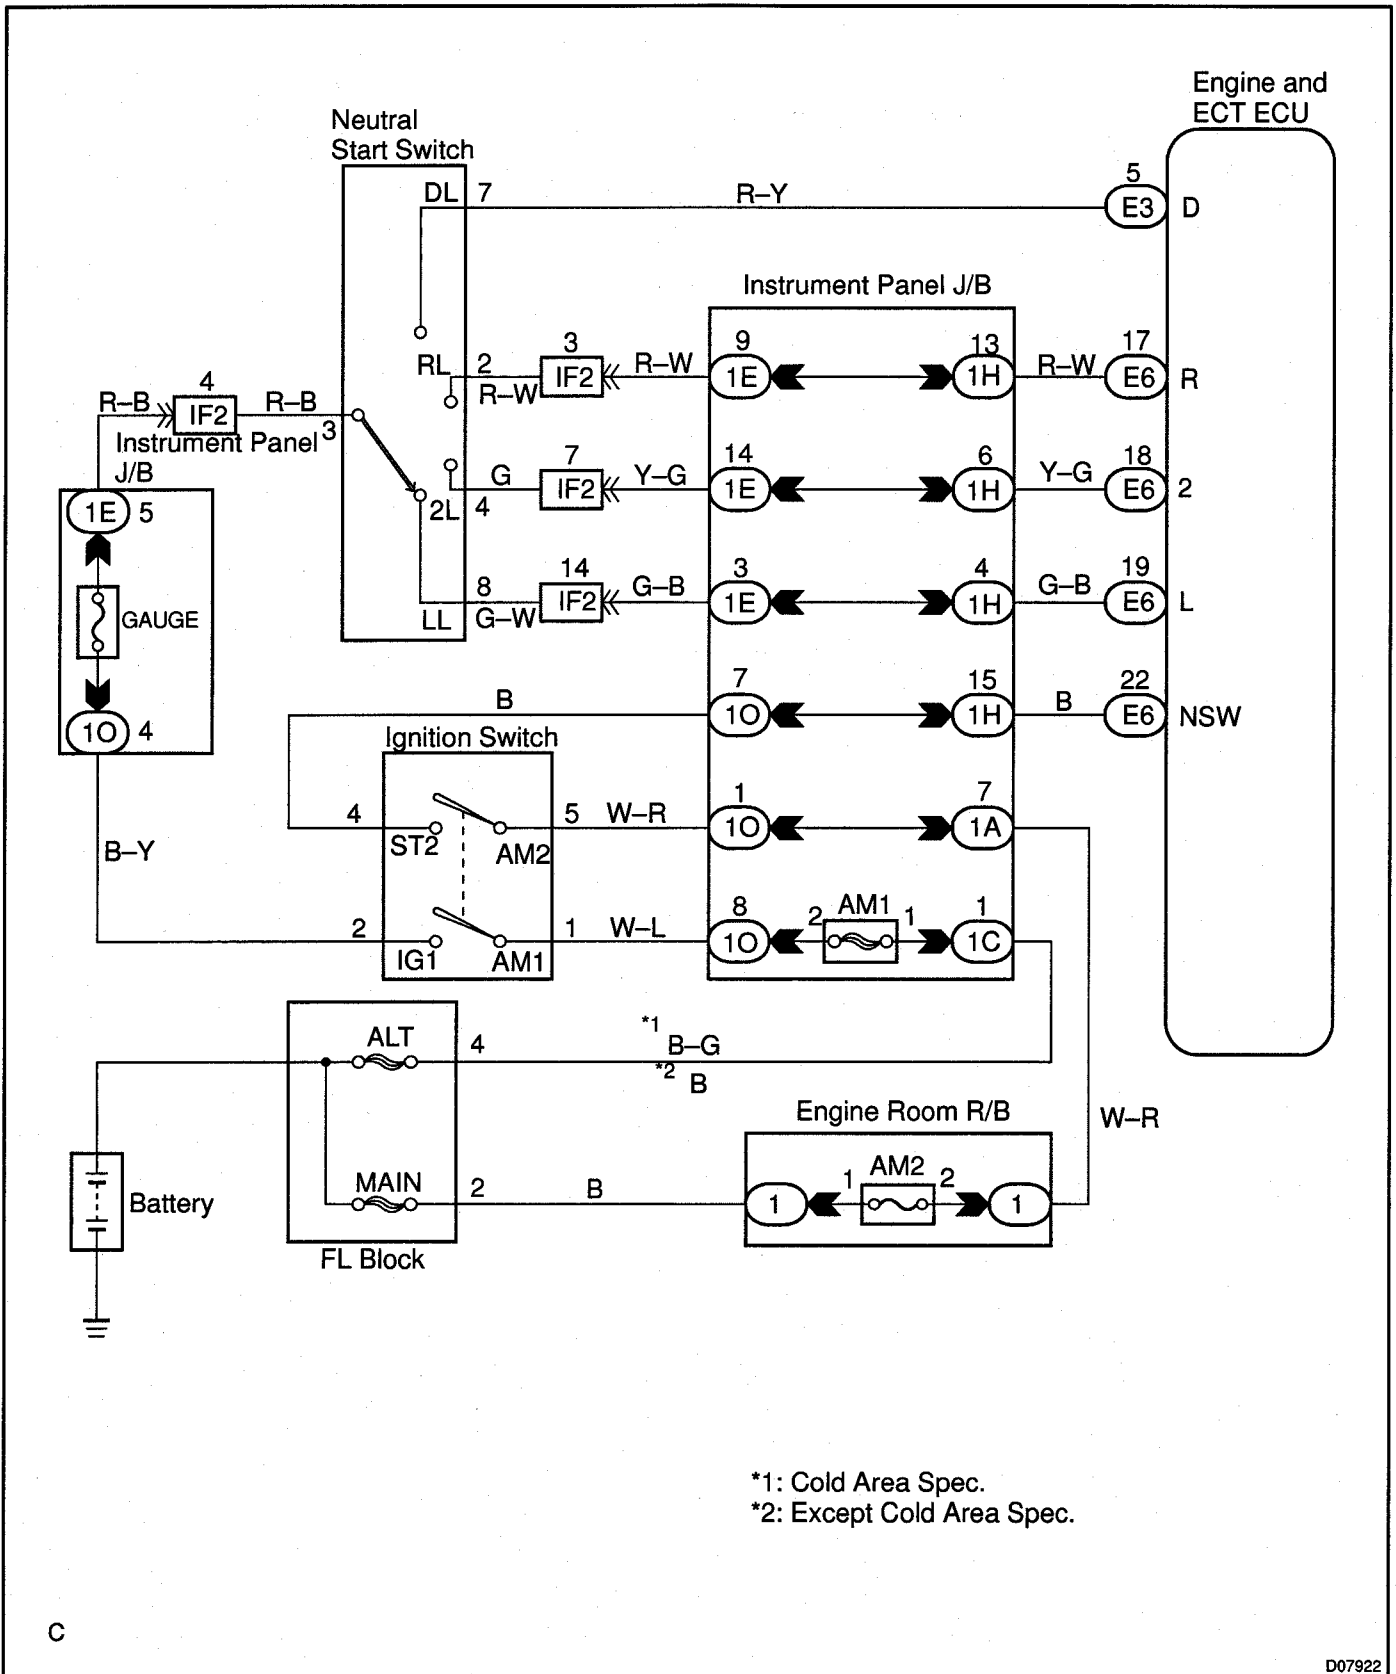 Engine and
ECT ECU
Neutral
Start Switch
DL 7 R–Y 5 E3 D
Instrument Panel J/B
RL 2 R–W 3 IF2 R–W 9 1E 13 1H R–W 17 E6 R
R–B 4 IF2 R–B 3
Instrument Panel
J/B
2L 4 G 7 IF2 Y–G 14 1E 6 1H Y–G 18 E6 2
1E 5
GAUGE
1O 4
LL 8 G–W 14 IF2 G–B 3 1E 4 1H G–B 19 E6 L
B 7 1O 15 1H B 22 E6 NSW
Ignition Switch
4 ST2 AM2 5 W–R 1 1O 7 1A
B–Y
2 IG1 AM1 1 W–L 8 1O 2 AM1 1 1 1C
ALT 4 *1 B–G
*2 B
Engine Room R/B
W–R
MAIN 2 B 1 1 AM2 2 1
Battery
FL Block
*1: Cold Area Spec.
*2: Except Cold Area Spec.
C
D07922